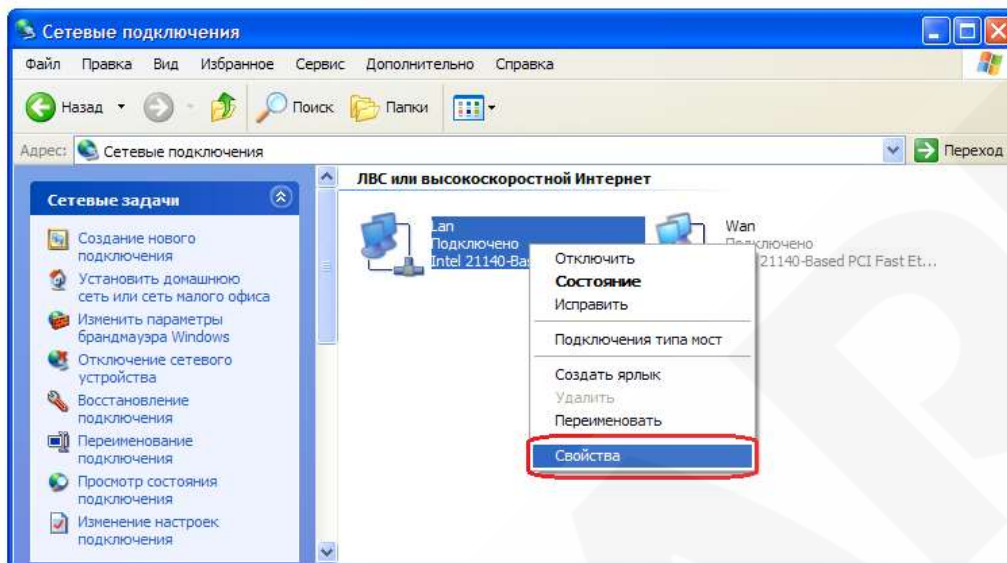 Сетевые подключения
Файл Правка Вид Избранное Сервис Дополнительно Справка
Назад Поиск Папки
Адрес: Сетевые подключения Переход
Сетевые задачи
Создание нового
подключения
Установить домашнюю
сеть или сеть малого офиса
Изменить параметры
брандмауэра Windows
Отключение сетевого
устройства
Восстановление
подключения
Переименование
подключения
Просмотр состояния
подключения
Изменение настроек
подключения
ЛВС или высокоскоростной Интернет
Lan
Подключено
Intel 21140-Ba
Wan
21140-Based PCI Fast Et...
Отключить
Состояние
Исправить
Подключения типа мост
Создать ярлык
Удалить
Переименовать
Свойства